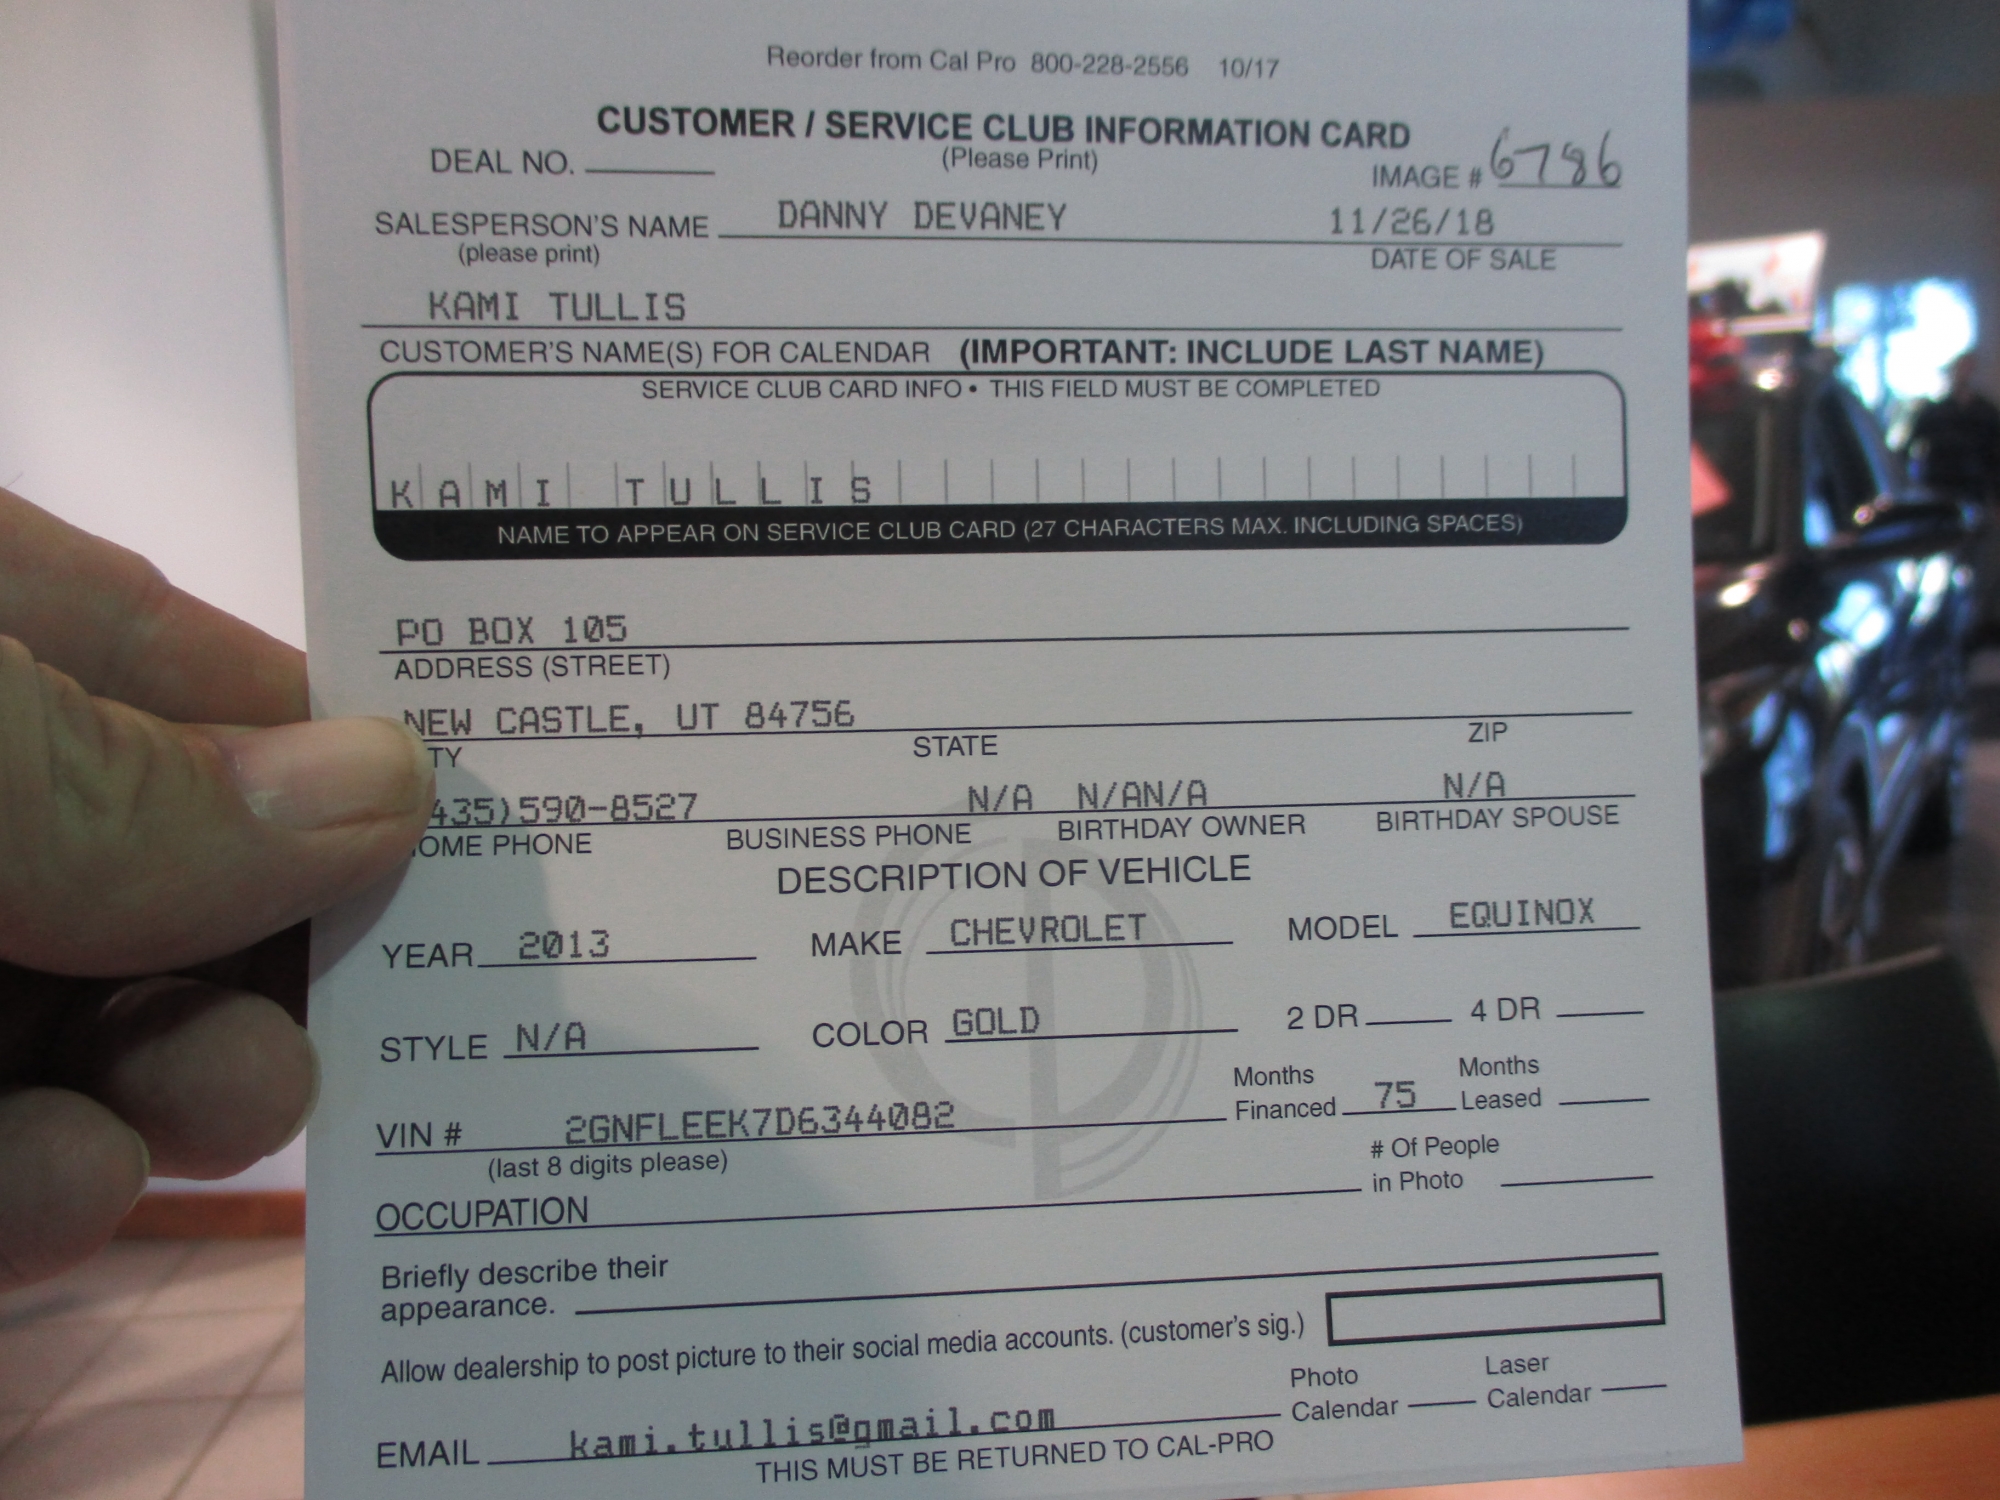 Reorder from Cal Pro 800-228-2556 10/17
CUSTOMER / SERVICE CLUB INFORMATION CARD
(Please Print)
DEAL NO.
IMAGE # 6786
SALESPERSON'S NAME DANNY DEVANEY 11/26/18
(please print) DATE OF SALE
KAMI TULLIS
CUSTOMER'S NAME(S) FOR CALENDAR (IMPORTANT: INCLUDE LAST NAME)
SERVICE CLUB CARD INFO • THIS FIELD MUST BE COMPLETED
KAMI TULLIS
NAME TO APPEAR ON SERVICE CLUB CARD (27 CHARACTERS MAX. INCLUDING SPACES)
PO BOX 105
ADDRESS (STREET)
NEW CASTLE, UT 84756
TY STATE ZIP
435)590-8527 N/A N/AN/A N/A
OME PHONE BUSINESS PHONE BIRTHDAY OWNER BIRTHDAY SPOUSE
DESCRIPTION OF VEHICLE
YEAR 2013 MAKE CHEVROLET MODEL EQUINOX
STYLE N/A COLOR GOLD 2 DR 4 DR
VIN # 2GNFLEEK7D6344082 Months Financed 75 Months Leased
(last 8 digits please)
# Of People in Photo
OCCUPATION
Briefly describe their
appearance.
Allow dealership to post picture to their social media accounts. (customer's sig.)
Photo Calendar Laser Calendar
EMAIL kami.tullis@gmail.com
THIS MUST BE RETURNED TO CAL-PRO